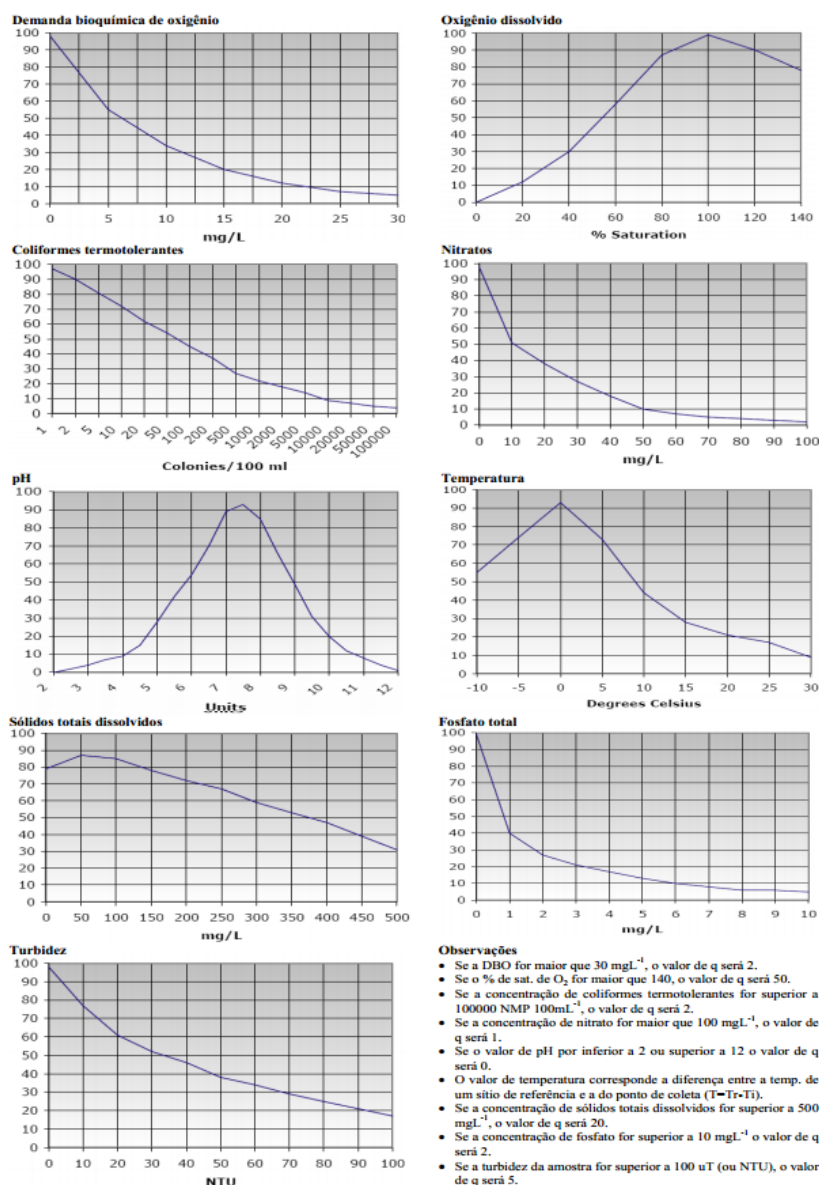 Demanda bioquímica de oxigênio
100
90
80
70
60
50
40
30
20
10
0
0 5 10 15 20 25 30
mg/L
Oxigênio dissolvido
100
90
80
70
60
50
40
30
20
10
0
0 20 40 60 80 100 120 140
% Saturation
Coliformes termotolerantes
100
90
80
70
60
50
40
30
20
10
0
1 2 5 10 20 50 100 200 500 1000 2000 5000 10000 20000 50000 100000
Colonies/100 ml
Nitratos
100
90
80
70
60
50
40
30
20
10
0
0 10 20 30 40 50 60 70 80 90 100
mg/L
pH
100
90
80
70
60
50
40
30
20
10
0
2 3 4 5 6 7 8 9 10 11 12
Units
Temperatura
100
90
80
70
60
50
40
30
20
10
0
-10 -5 0 5 10 15 20 25 30
Degrees Celsius
Sólidos totais dissolvidos
100
90
80
70
60
50
40
30
20
10
0
0 50 100 150 200 250 300 350 400 450 500
mg/L
Fosfato total
100
90
80
70
60
50
40
30
20
10
0
0 1 2 3 4 5 6 7 8 9 10
mg/L
Turbidez
100
90
80
70
60
50
40
30
20
10
0
0 10 20 30 40 50 60 70 80 90 100
NTU
Observações
• Se a DBO for maior que 30 mgL⁻¹, o valor de q será 2.
• Se o % de sat. de O₂ for maior que 140, o valor de q será 50.
• Se a concentração de coliformes termotolerantes for superior a
100000 NMP 100mL⁻¹, o valor de q será 2.
• Se a concentração de nitrato for maior que 100 mgL⁻¹, o valor de
q será 1.
• Se o valor de pH por inferior a 2 ou superior a 12 o valor de q
será 0.
• O valor de temperatura corresponde a diferença entre a temp. de
um sítio de referência e a do ponto de coleta (T=Tr-Ti).
• Se a concentração de sólidos totais dissolvidos for superior a 500
mgL⁻¹, o valor de q será 20.
• Se a concentração de fosfato for superior a 10 mgL⁻¹ o valor de q
será 2.
• Se a turbidez da amostra for superior a 100 uT (ou NTU), o valor
de q será 5.